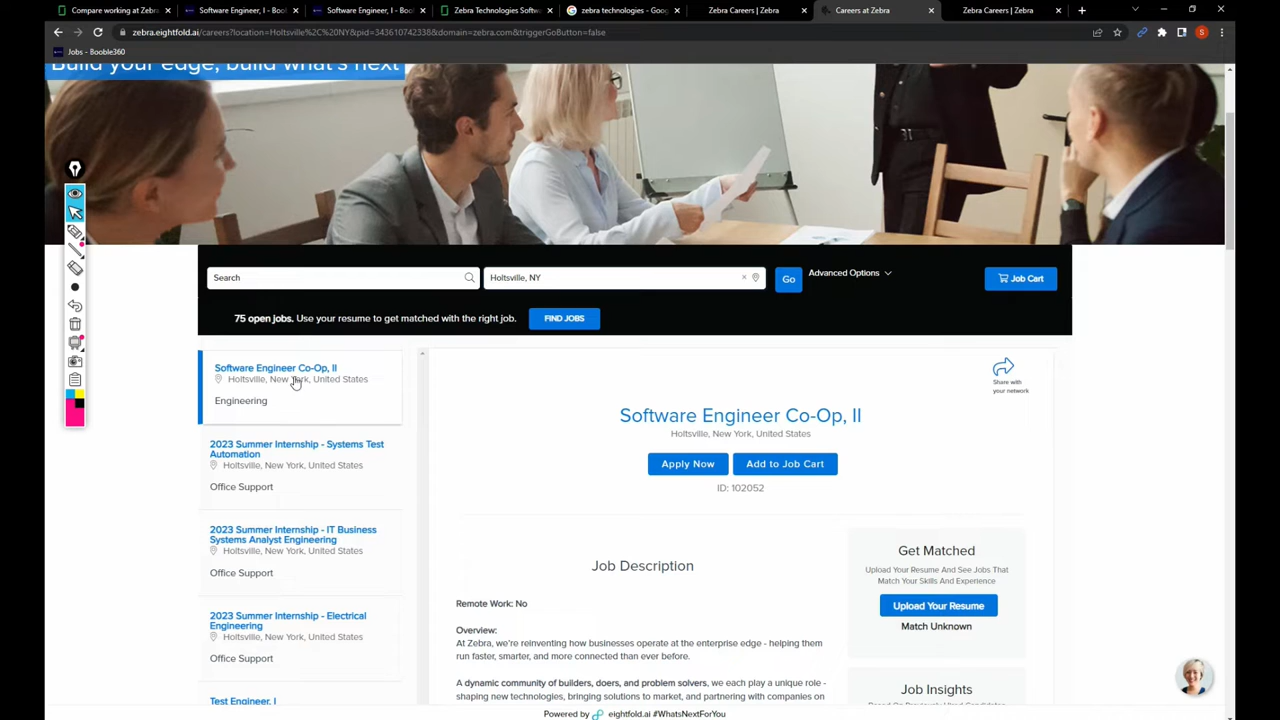 Compare working at Zebra
Software Engineer, I - Boob
Software Engineer, I - Boob
Zebra Technologies Softwa
zebra technologies - Goog
Zebra Careers | Zebra
Careers at Zebra
Zebra Careers | Zebra
zebra.eightfold.ai/careers?location=Holtsville%2C%20NY&pid=343610742338&domain=zebra.com&triggerGoButton=false
S
Jobs - Booble360
Build your edge, build what's next
Search
Holtsville, NY
Go
Advanced Options
Job Cart
75 open jobs. Use your resume to get matched with the right job.
FIND JOBS
Software Engineer Co-Op, II
Holtsville, New York, United States
Engineering
2023 Summer Internship - Systems Test
Automation
Holtsville, New York, United States
Office Support
2023 Summer Internship - IT Business
Systems Analyst Engineering
Holtsville, New York, United States
Office Support
2023 Summer Internship - Electrical
Engineering
Holtsville, New York, United States
Office Support
Test Engineer, I
Share with
your network
Software Engineer Co-Op, II
Holtsville, New York, United States
Apply Now
Add to Job Cart
ID: 102052
Job Description
Remote Work: No
Overview:
At Zebra, we're reinventing how businesses operate at the enterprise edge - helping them
run faster, smarter, and more connected than ever before.
A dynamic community of builders, doers, and problem solvers, we each play a unique role -
shaping new technologies, bringing solutions to market, and partnering with companies on
Get Matched
Upload Your Resume And See Jobs That
Match Your Skills And Experience
Upload Your Resume
Match Unknown
Job Insights
Based On Previously Hired Candidates
Powered by eightfold.ai #WhatsNextForYou